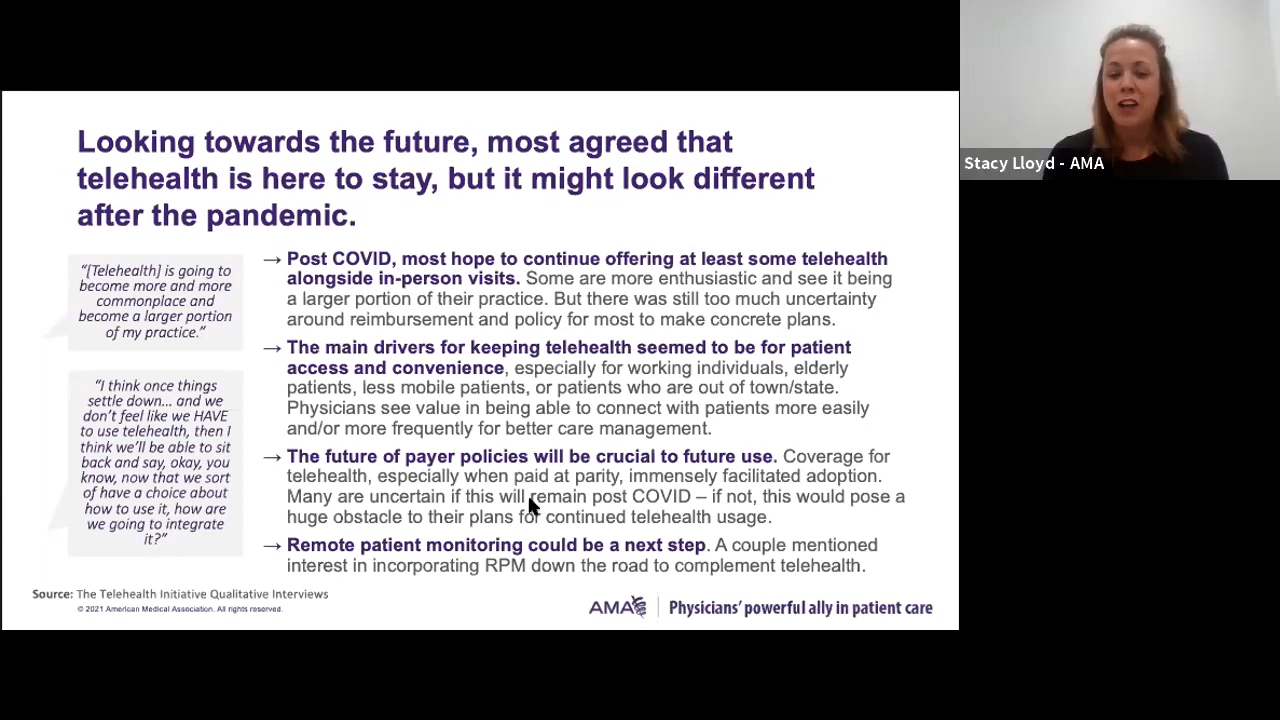 Looking towards the future, most agreed that
telehealth is here to stay, but it might look different
after the pandemic.
“[Telehealth] is going to
become more and more
commonplace and
become a larger portion
of my practice.”
“I think once things
settle down... and we
don’t feel like we HAVE
to use telehealth, then I
think we’ll be able to sit
back and say, okay, you
know, now that we sort
of have a choice about
how to use it, how are
we going to integrate
it?”
→ Post COVID, most hope to continue offering at least some telehealth
alongside in-person visits. Some are more enthusiastic and see it being
a larger portion of their practice. But there was still too much uncertainty
around reimbursement and policy for most to make concrete plans.
→ The main drivers for keeping telehealth seemed to be for patient
access and convenience, especially for working individuals, elderly
patients, less mobile patients, or patients who are out of town/state.
Physicians see value in being able to connect with patients more easily
and/or more frequently for better care management.
→ The future of payer policies will be crucial to future use. Coverage for
telehealth, especially when paid at parity, immensely facilitated adoption.
Many are uncertain if this will remain post COVID – if not, this would pose a
huge obstacle to their plans for continued telehealth usage.
→ Remote patient monitoring could be a next step. A couple mentioned
interest in incorporating RPM down the road to complement telehealth.
Source: The Telehealth Initiative Qualitative Interviews
© 2021 American Medical Association. All rights reserved.
AMA Physicians’ powerful ally in patient care
Stacy Lloyd - AMA